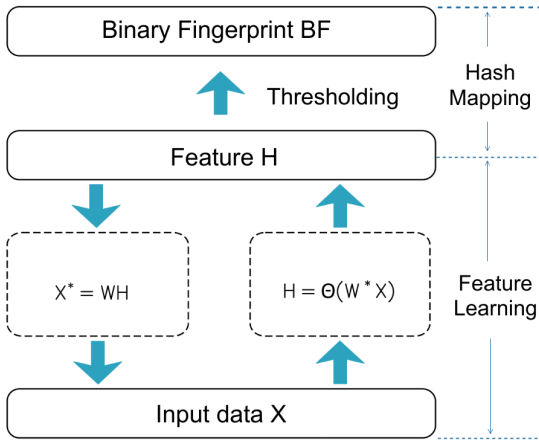 Binary Fingerprint BF
Thresholding
Hash
Mapping
Feature H
X* = WH
H = Θ(W*X)
Feature
Learning
Input data X